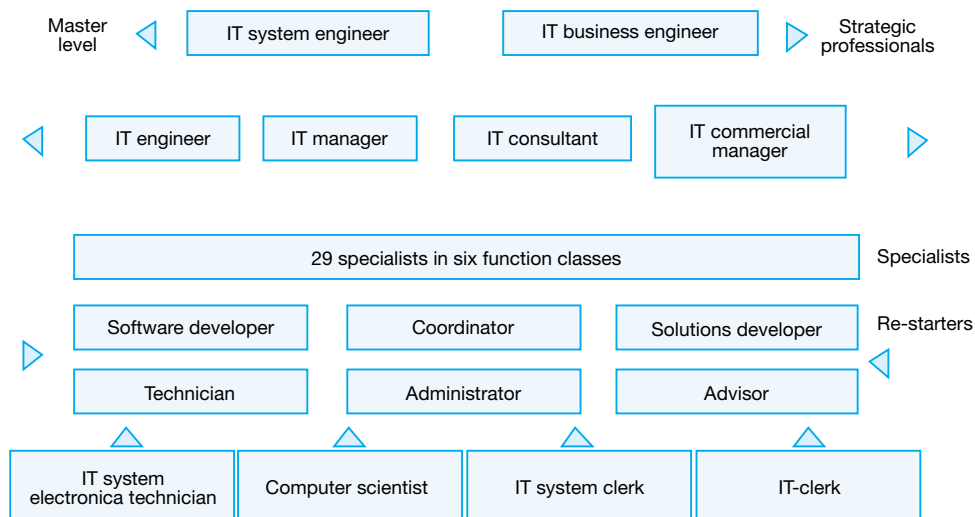 Master
level
IT system engineer
IT business engineer
Strategic
professionals
IT engineer
IT manager
IT consultant
IT commercial
manager
29 specialists in six function classes
Specialists
Software developer
Coordinator
Solutions developer
Re-starters
Technician
Administrator
Advisor
IT system
electronica technician
Computer scientist
IT system clerk
IT-clerk